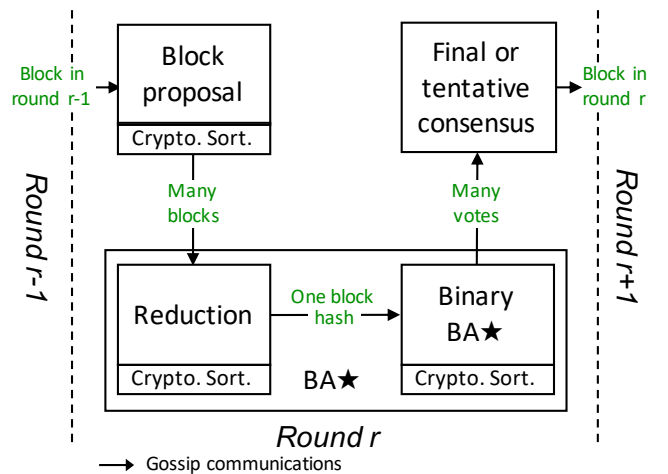 Block in
round r-1
Block
proposal
Crypto. Sort.
Final or
tentative
consensus
Block in
round r
Many
blocks
Many
votes
Round r-1
Round r+1
Reduction
Crypto. Sort.
One block
hash
Binary
BA★
Crypto. Sort.
BA★
Round r
Gossip communications